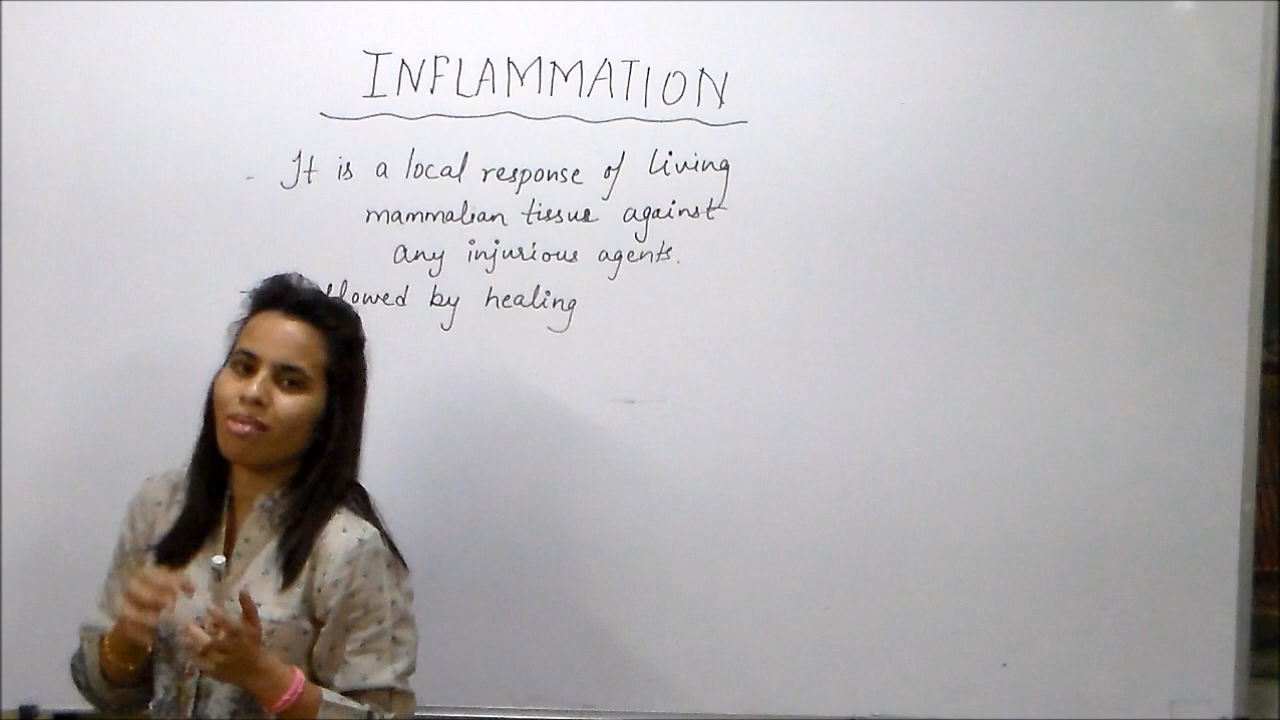 INFLAMMATION
- It is a local response of living
mammalian tissue against
any injurious agents.
by healing